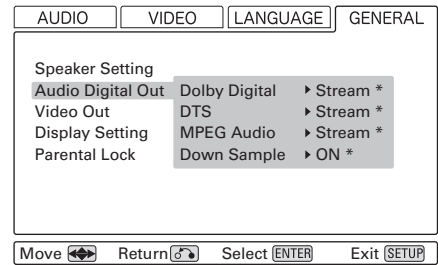 AUDIO VIDEO LANGUAGE GENERAL
Speaker Setting
Audio Digital Out Dolby Digital Stream *
Video Out DTS Stream *
Display Setting MPEG Audio Stream *
Parental Lock Down Sample ON *
Move Return Select ENTER Exit SETUP